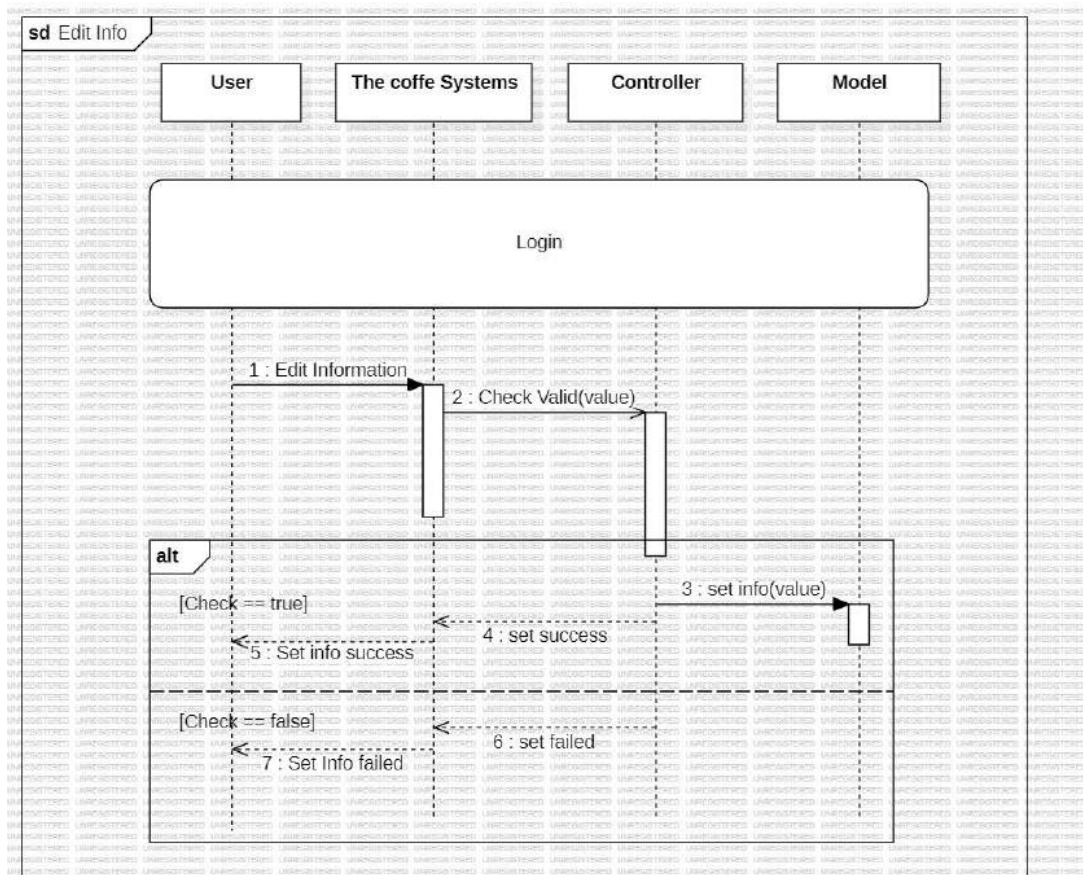 sd Edit Info
User
The coffe Systems
Controller
Model
Login
1 : Edit Information
2 : Check Valid(value)
alt
3 : set info(value)
[Check == true]
4 : set success
5 : Set info success
[Check == false]
6 : set failed
7 : Set Info failed
UNREGISTERED